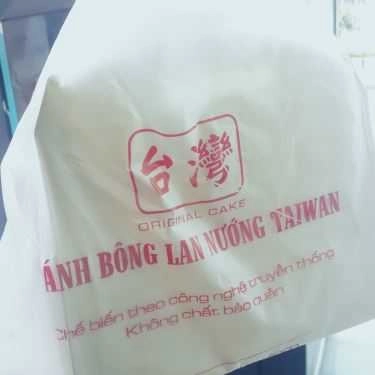 台灣
ORIGINAL CAKE
ÁNH BÔNG LAN NƯỚNG TAIWAN
Chế biến theo công nghệ truyền thống
Không chất bảo quản